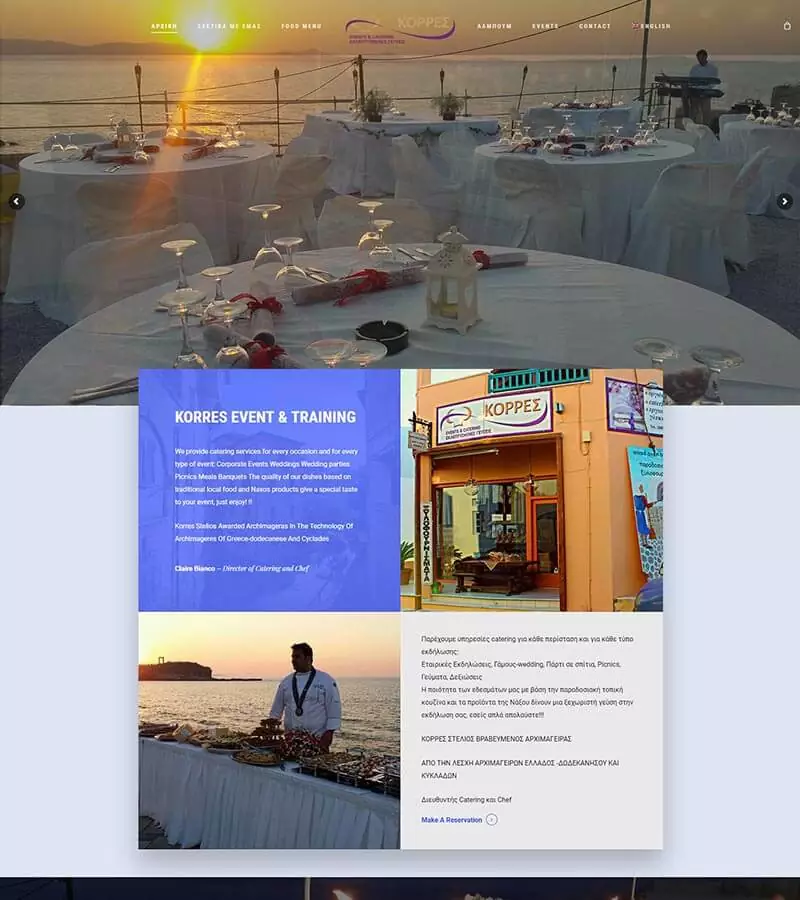 ΑΡΧΙΚΗ ΣΧΕΤΙΚΑ ΜΕ ΕΜΑΣ FOOD MENU ΚΟΡΡΕΣ ΛΑΜΠΟΥΜ EVENTS CONTACT ENGLISH
EVENTS & CATERING
KORRES EVENT & TRAINING
We provide catering services for every occasion and for every
type of event: Corporate Events Weddings Wedding parties
Picnics Meals Banquets The quality of our dishes based on
traditional local food and Naxos products give a special taste
to your event, just enjoy! !!
Korres Stelios Awarded Archimageras In The Technology Of
Archimageres Of Greece-dodecanese And Cyclades
Claire Bianco – Director of Catering and Chef
ΚΟΡΡΕΣ
EVENTS & CATERING
Παρέχουμε υπηρεσίες catering για κάθε περίσταση και για κάθε τύπο
εκδήλωσης:
Εταιρικές Εκδηλώσεις, Γάμους-wedding, Πάρτι σε σπίτια, Picnics,
Γεύματα, Δεξιώσεις
Η ποιότητα των εδεσμάτων μας με βάση την παραδοσιακή τοπική
κουζίνα και τα προϊόντα της Νάξου δίνουν μια ξεχωριστή γεύση στην
εκδήλωση σας, εσείς απλά απολαύστε!!!
ΚΟΡΡΕΣ ΣΤΕΛΙΟΣ ΒΡΑΒΕΥΜΕΝΟΣ ΑΡΧΙΜΑΓΕΙΡΑΣ
ΑΠΟ ΤΗΝ ΛΕΣΧΗ ΑΡΧΙΜΑΓΕΙΡΩΝ ΕΛΛΑΔΟΣ -ΔΩΔΕΚΑΝΗΣΟΥ ΚΑΙ
ΚΥΚΛΑΔΩΝ
Διευθυντής Catering και Chef
Make A Reservation